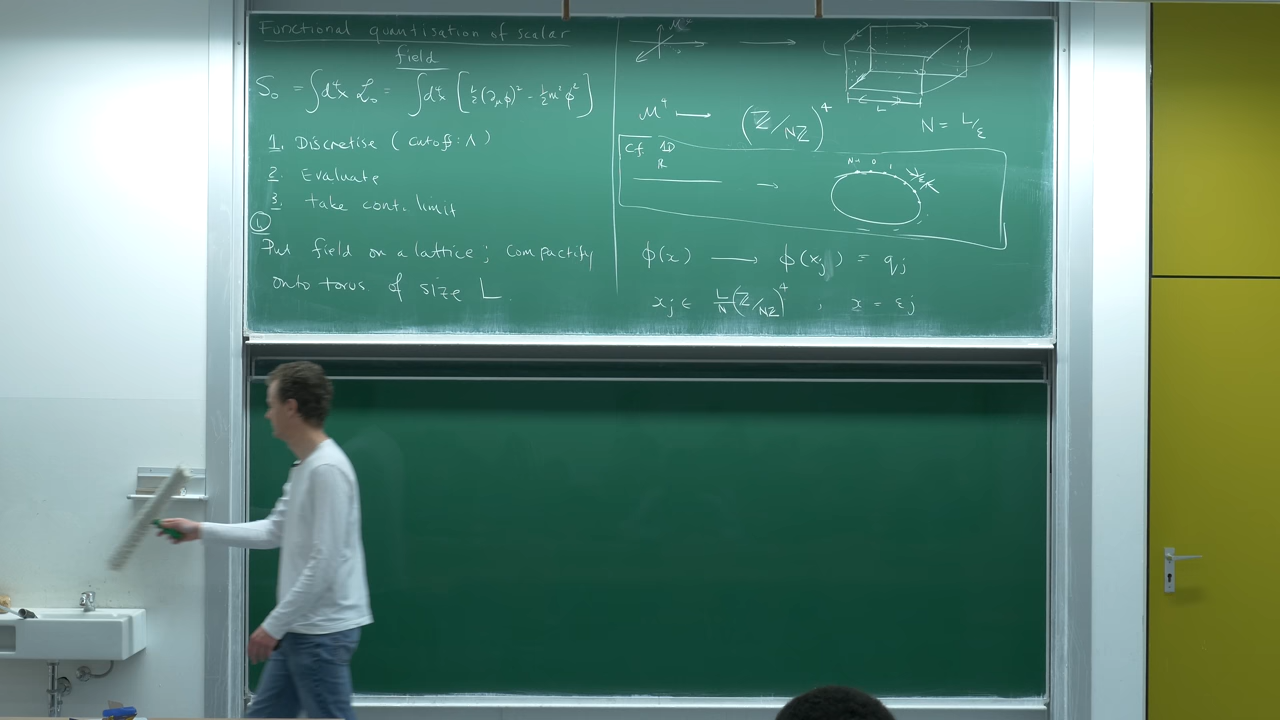 Functional quantisation of scalar
field
S₀ = ∫d⁴x ℒ₀ = ∫d⁴x [½(∂μϕ)² - ½m²ϕ²]
1. Discretise (cutoff: Λ)
2. Evaluate
3. take cont. limit
①
Put field on a lattice; compactify
onto torus of size L
M⁴
L
M⁴ ⟶ (ℤ/Nℤ)⁴ N = L/ε
cf. 1D
ℝ
N-1 0 1
ϕ(x) ⟶ ϕ(xj) = qj
xj ∈ L/N (ℤ/Nℤ)⁴, x = εj